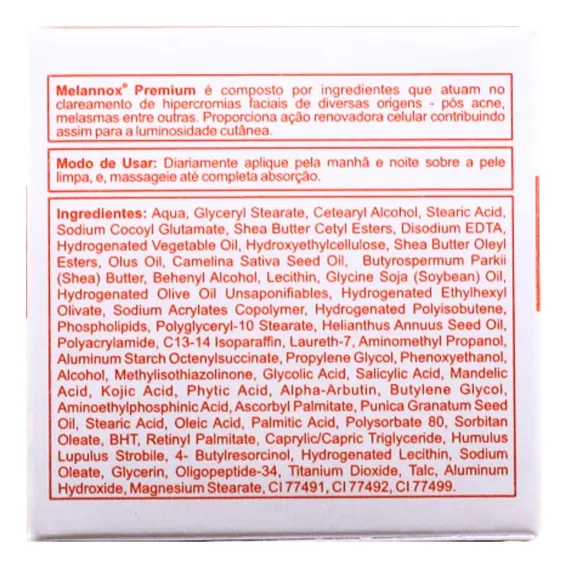 Melannox® Premium é composto por ingredientes que atuam no
clareamento de hipercromias faciais de diversas origens - pós acne,
melasmas entre outras. Proporciona ação renovadora celular contribuindo
assim para a luminosidade cutânea.
Modo de Usar: Diariamente aplique pela manhã e noite sobre a pele
limpa, e, massageie até completa absorção.
Ingredientes: Aqua, Glyceryl Stearate, Cetearyl Alcohol, Stearic Acid,
Sodium Cocoyl Glutamate, Shea Butter Cetyl Esters, Disodium EDTA,
Hydrogenated Vegetable Oil, Hydroxyethylcellulose, Shea Butter Oleyl
Esters, Olus Oil, Camelina Sativa Seed Oil, Butyrospermum Parkii
(Shea) Butter, Behenyl Alcohol, Lecithin, Glycine Soja (Soybean) Oil,
Hydrogenated Olive Oil Unsaponifiables, Hydrogenated Ethylhexyl
Olivate, Sodium Acrylates Copolymer, Hydrogenated Polyisobutene,
Phospholipids, Polyglyceryl-10 Stearate, Helianthus Annuus Seed Oil,
Polyacrylamide, C13-14 Isoparaffin, Laureth-7, Aminomethyl Propanol,
Aluminum Starch Octenylsuccinate, Propylene Glycol, Phenoxyethanol,
Alcohol, Methylisothiazolinone, Glycolic Acid, Salicylic Acid, Mandelic
Acid, Kojic Acid, Phytic Acid, Alpha-Arbutin, Butylene Glycol,
Aminoethylphosphinic Acid, Ascorbyl Palmitate, Punica Granatum Seed
Oil, Stearic Acid, Oleic Acid, Palmitic Acid, Polysorbate 80, Sorbitan
Oleate, BHT, Retinyl Palmitate, Caprylic/Capric Triglyceride, Humulus
Lupulus Strobile, 4- Butylresorcinol, Hydrogenated Lecithin, Sodium
Oleate, Glycerin, Oligopeptide-34, Titanium Dioxide, Talc, Aluminum
Hydroxide, Magnesium Stearate, CI 77491, CI 77492, CI 77499.